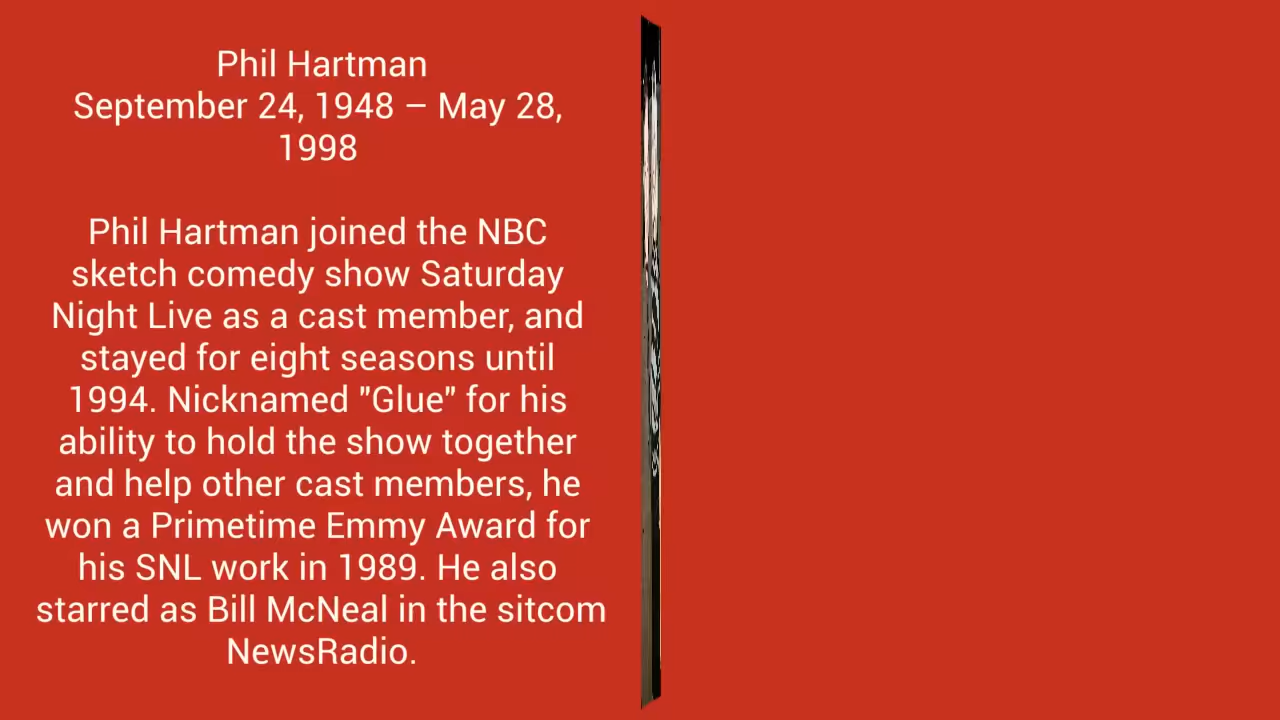 Phil Hartman
September 24, 1948 – May 28,
1998
Phil Hartman joined the NBC
sketch comedy show Saturday
Night Live as a cast member, and
stayed for eight seasons until
1994. Nicknamed "Glue" for his
ability to hold the show together
and help other cast members, he
won a Primetime Emmy Award for
his SNL work in 1989. He also
starred as Bill McNeal in the sitcom
NewsRadio.